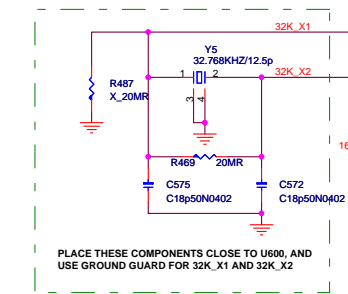 32K_X1
Y5
32.768KHZ/12.5p
1
2
32K_X2
3
4
R487
X_20MR
R469
20MR
C575
C18p50N0402
C572
C18p50N0402
16
PLACE THESE COMPONENTS CLOSE TO U600, AND
USE GROUND GUARD FOR 32K_X1 AND 32K_X2